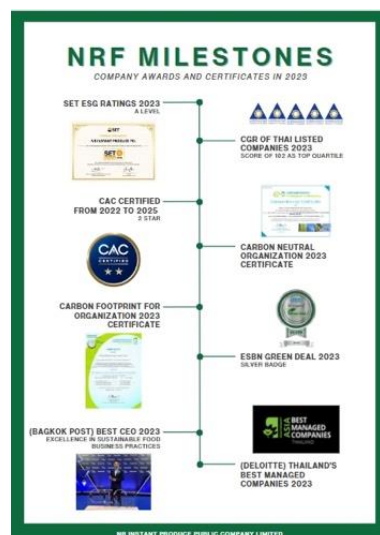 NRF MILESTONES
COMPANY AWARDS AND CERTIFICATES IN 2023
SET ESG RATINGS 2023
A LEVEL
CGR OF THAI LISTED
COMPANIES 2023
SCORE OF 102 AS TOP QUARTILE
CAC CERTIFIED
FROM 2022 TO 2025
2 STAR
CAC
CERTIFIED
CARBON NEUTRAL
ORGANIZATION 2023
CERTIFICATE
CARBON FOOTPRINT FOR
ORGANIZATION 2023
CERTIFICATE
ESBN GREEN DEAL 2023
SILVER BADGE
(BAGKOK POST) BEST CEO 2023
EXCELLENCE IN SUSTAINABLE FOOD
BUSINESS PRACTICES
ASIA
BEST
MANAGED
COMPANIES
THAILAND
(DELOITTE) THAILAND'S
BEST MANAGED
COMPANIES 2023
NR INSTANT PRODUCE PUBLIC COMPANY LIMITED